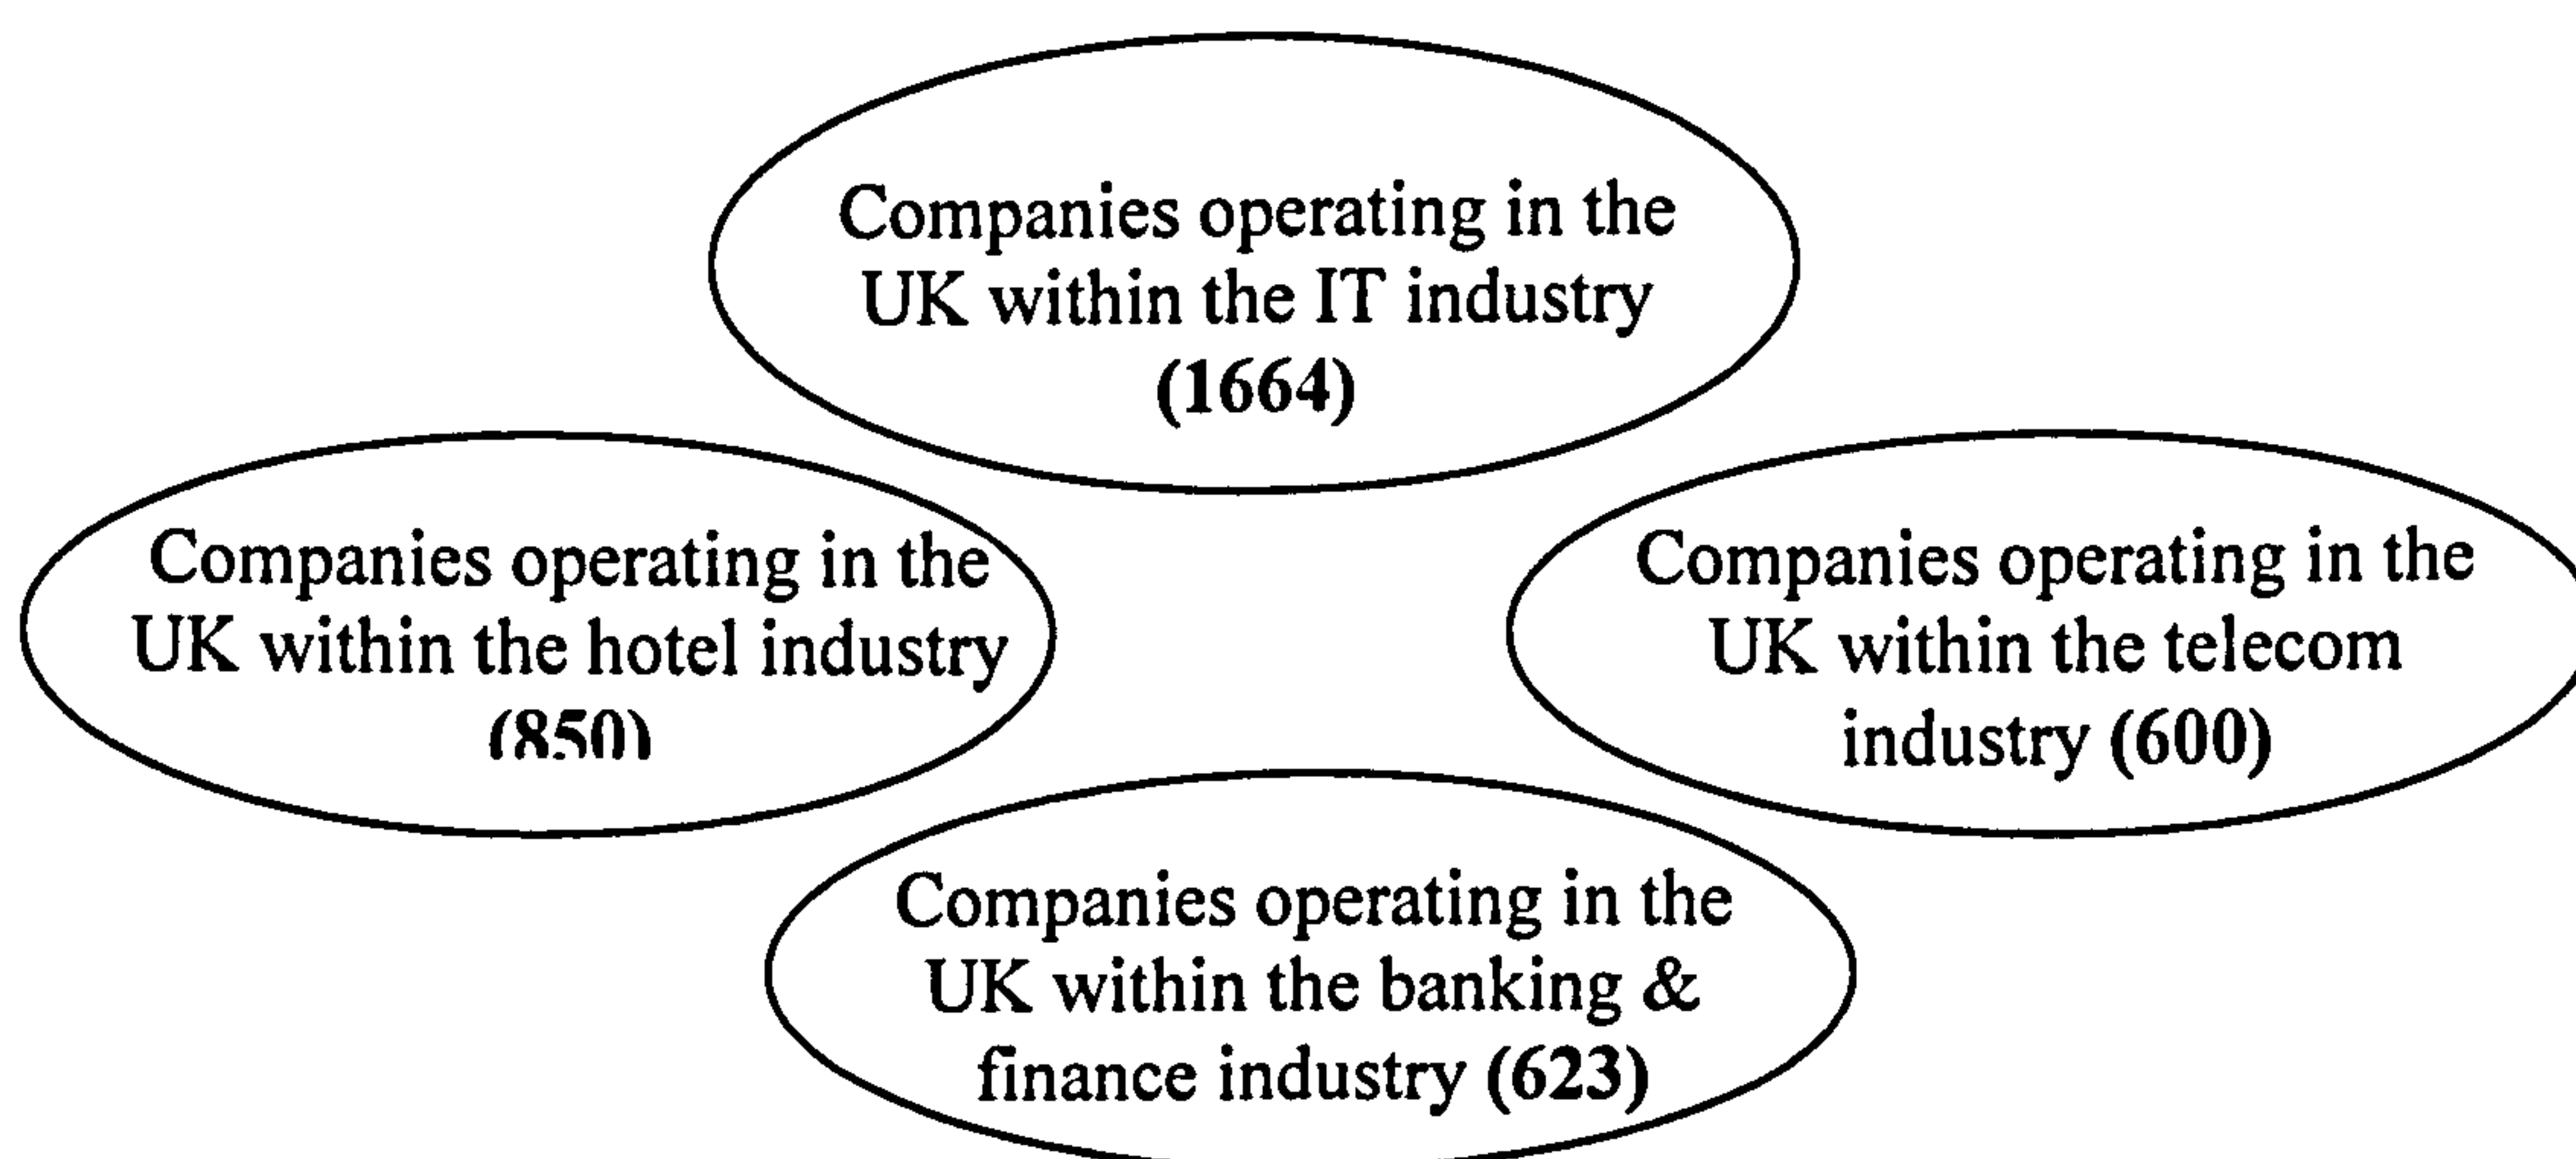 Companies operating in the
UK within the IT industry
(1664)
Companies operating in the
UK within the hotel industry
(850)
Companies operating in the
UK within the telecom
industry (600)
Companies operating in the
UK within the banking &
finance industry (623)